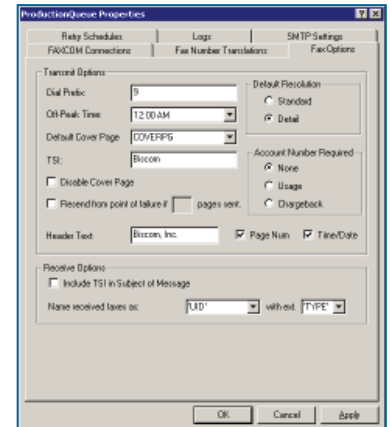 ProductionQueue Properties
Retry Schedules Logs SMTP Settings
FAXCOM Connections Fax Number Translations Fax Options
Transmit Options
Dial Prefix: 9
Off-Peak Time: 12:00 AM
Default Cover Page COVERPG
TSI: Biscom
Disable Cover Page
Resend from point of failure if pages sent.
Header Text: Biscom, Inc. Page Num Time/Date
Default Resolution
Standard
Detail
Account Number Required
None
Usage
Chargeback
Receive Options
Include TSI in Subject of Message
Name received faxes as: 'UID' with ext. 'TYPE'
OK Cancel Apply